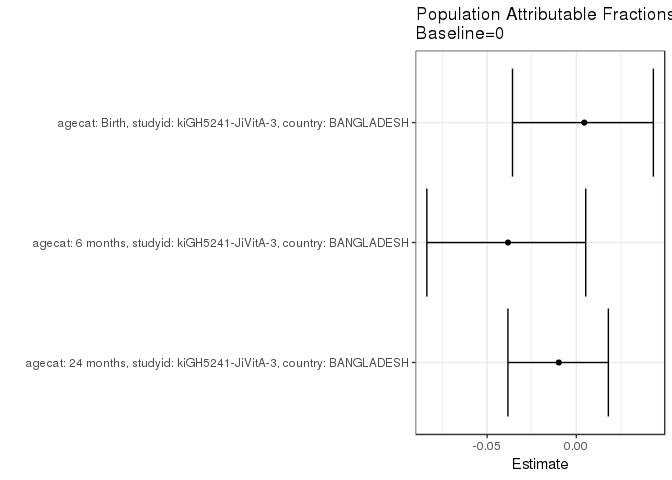 Population Attributable Fractions
Baseline=0
agecat: Birth, studyid: kiGH5241-JiVitA-3, country: BANGLADESH
agecat: 6 months, studyid: kiGH5241-JiVitA-3, country: BANGLADESH
agecat: 24 months, studyid: kiGH5241-JiVitA-3, country: BANGLADESH
-0.05 0.00
Estimate